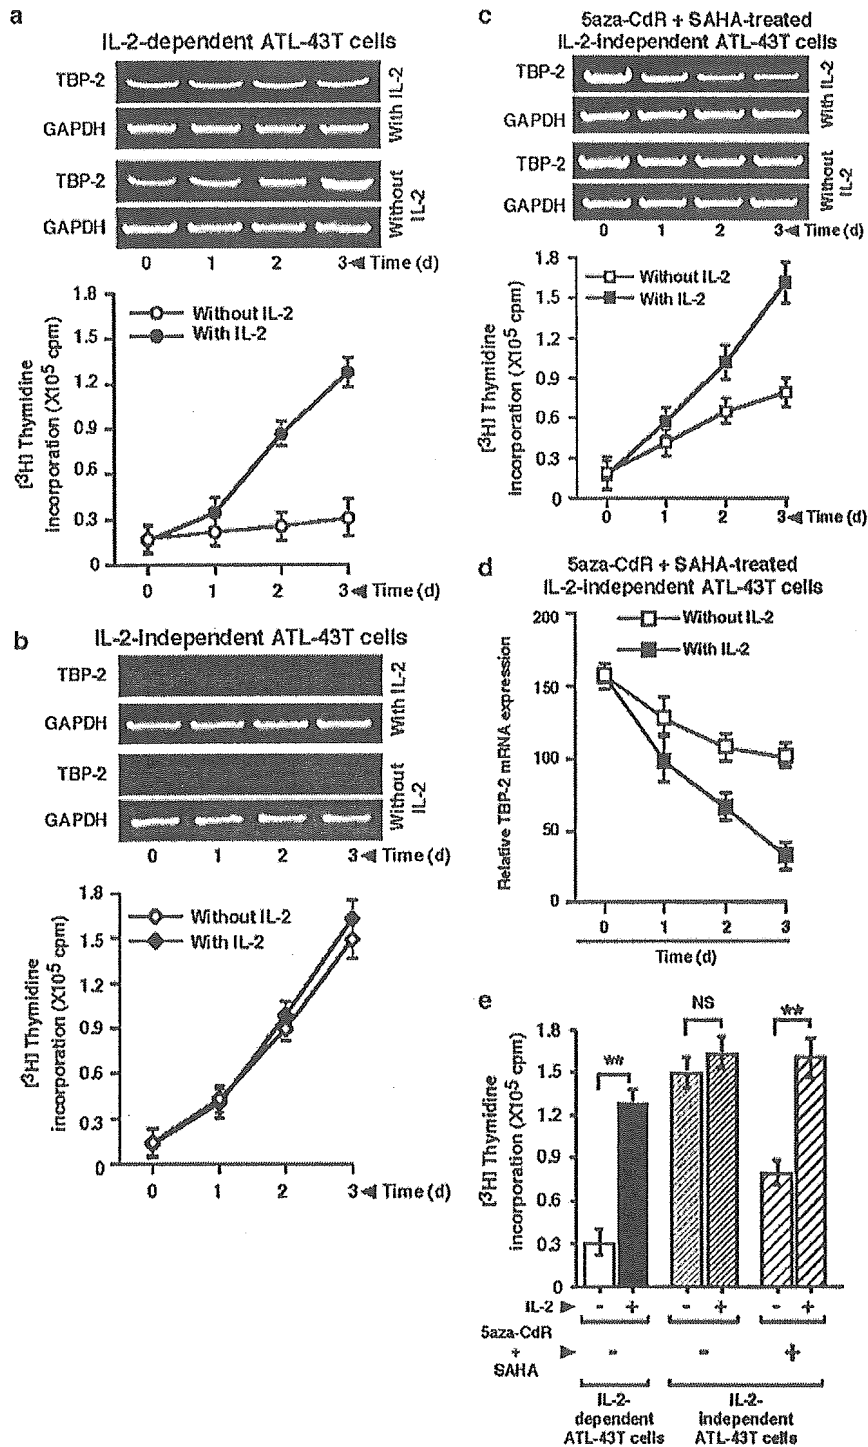 a
IL-2-dependent ATL-43T cells
TBP-2
GAPDH
With IL-2
TBP-2
GAPDH
Without
IL-2
0 1 2 3 Time (d)
1.8
1.5
1.2
0.9
0.6
0.3
0
[3H] Thymidine
incorporation (X105 cpm)
Without IL-2
With IL-2
0 1 2 3 Time (d)
b
IL-2-Independent ATL-43T cells
TBP-2
GAPDH
With IL-2
TBP-2
GAPDH
Without
IL-2
0 1 2 3 Time (d)
1.8
1.5
1.2
0.9
0.6
0.3
0
[3H] Thymidine
incorporation (X105 cpm)
Without IL-2
With IL-2
0 1 2 3 Time (d)
c
5aza-CdR + SAHA-treated
IL-2-independent ATL-43T cells
TBP-2
GAPDH
With IL-2
TBP-2
GAPDH
Without
IL-2
0 1 2 3 Time (d)
1.8
1.5
1.2
0.9
0.6
0.3
0
[3H] Thymidine
incorporation (X105 cpm)
Without IL-2
With IL-2
0 1 2 3 Time (d)
d
5aza-CdR + SAHA-treated
IL-2-independent ATL-43T cells
200
150
100
50
0
Relative TBP-2 mRNA expression
Without IL-2
With IL-2
0 1 2 3
Time (d)
e
1.8
1.5
1.2
0.9
0.6
0.3
0
[3H] Thymidine
incorporation (X105 cpm)
**
NS
**
IL-2 - + - + - +
5aza-CdR
+
SAHA
- - +
IL-2-
dependent
ATL-43T cells
IL-2-
independent
ATL-43T cells